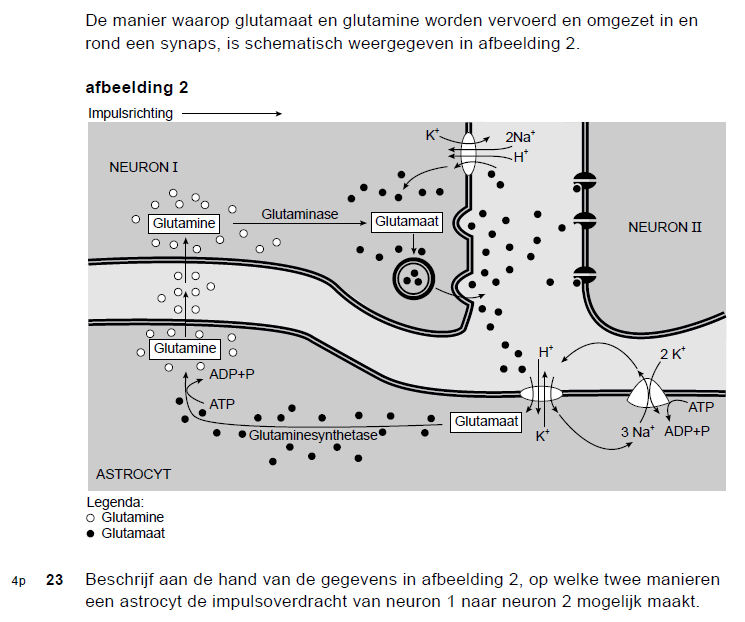 De manier waarop glutamaat en glutamine worden vervoerd en omgezet in en
rond een synaps, is schematisch weergegeven in afbeelding 2.
afbeelding 2
Impulsrichting
K⁺
2Na⁺
H⁺
NEURON I
Glutamine
Glutaminase
Glutamaat
NEURON II
Glutamine
ADP+P
ATP
H⁺
2 K⁺
Glutamaat
K⁺
3 Na⁺
ATP
ADP+P
Glutaminesynthetase
ASTROCYT
Legenda:
Glutamine
Glutamaat
4p 23 Beschrijf aan de hand van de gegevens in afbeelding 2, op welke twee manieren
een astrocyt de impulsoverdracht van neuron 1 naar neuron 2 mogelijk maakt.